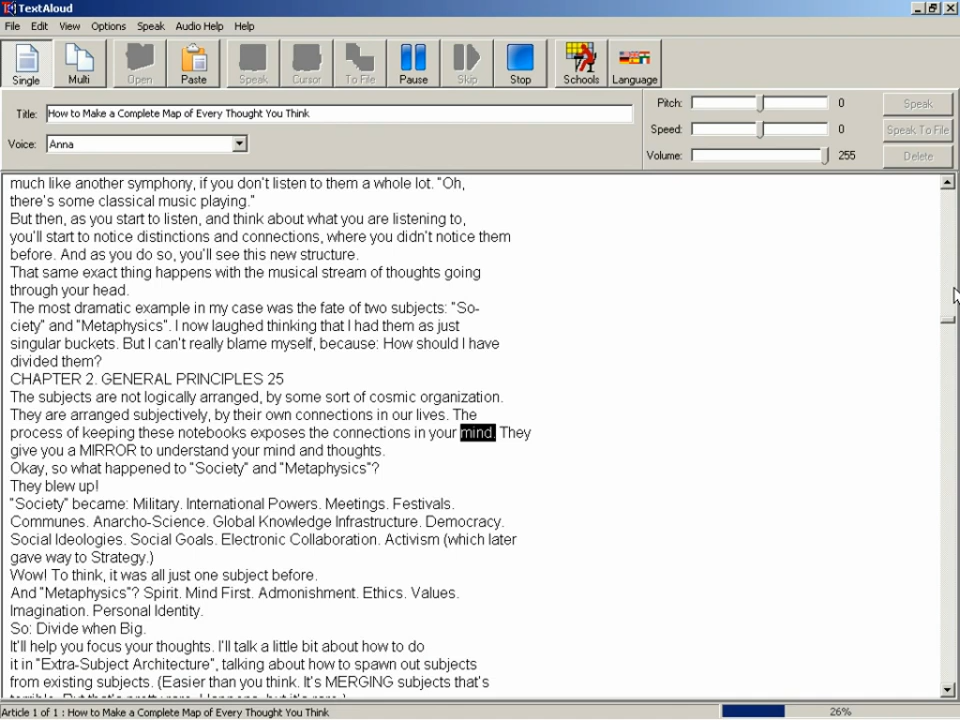 TextAloud
File Edit View Options Speak Audio Help Help
Single Multi Open Paste Speak Cursor To File Pause Skip Stop Schools Language
Title: How to Make a Complete Map of Every Thought You Think
Voice: Anna
Pitch: 0 Speak
Speed: 0 Speak To File
Volume: 255 Delete
much like another symphony, if you don't listen to them a whole lot. "Oh,
there's some classical music playing."
But then, as you start to listen, and think about what you are listening to,
you'll start to notice distinctions and connections, where you didn't notice them
before. And as you do so, you'll see this new structure.
That same exact thing happens with the musical stream of thoughts going
through your head.
The most dramatic example in my case was the fate of two subjects: "So-
ciety" and "Metaphysics". I now laughed thinking that I had them as just
singular buckets. But I can't really blame myself, because: How should I have
divided them?
CHAPTER 2. GENERAL PRINCIPLES 25
The subjects are not logically arranged, by some sort of cosmic organization.
They are arranged subjectively, by their own connections in our lives. The
process of keeping these notebooks exposes the connections in your mind. They
give you a MIRROR to understand your mind and thoughts.
Okay, so what happened to "Society" and "Metaphysics"?
They blew up!
"Society" became: Military. International Powers. Meetings. Festivals.
Communes. Anarcho-Science. Global Knowledge Infrastructure. Democracy.
Social Ideologies. Social Goals. Electronic Collaboration. Activism (which later
gave way to Strategy.)
Wow! To think, it was all just one subject before.
And "Metaphysics"? Spirit. Mind First. Admonishment. Ethics. Values.
Imagination. Personal Identity.
So: Divide when Big.
It'll help you focus your thoughts. I'll talk a little bit about how to do
it in "Extra-Subject Architecture", talking about how to spawn out subjects
from existing subjects. (Easier than you think. It's MERGING subjects that's
Article 1 of 1 : How to Make a Complete Map of Every Thought You Think 26%